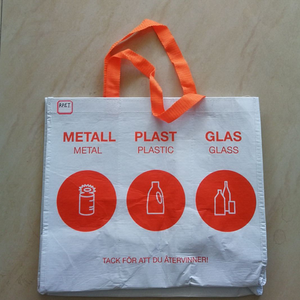 METALL PLAST GLAS
METAL PLASTIC GLASS
TACK FÖR ATT DU ÅTERVINNER!